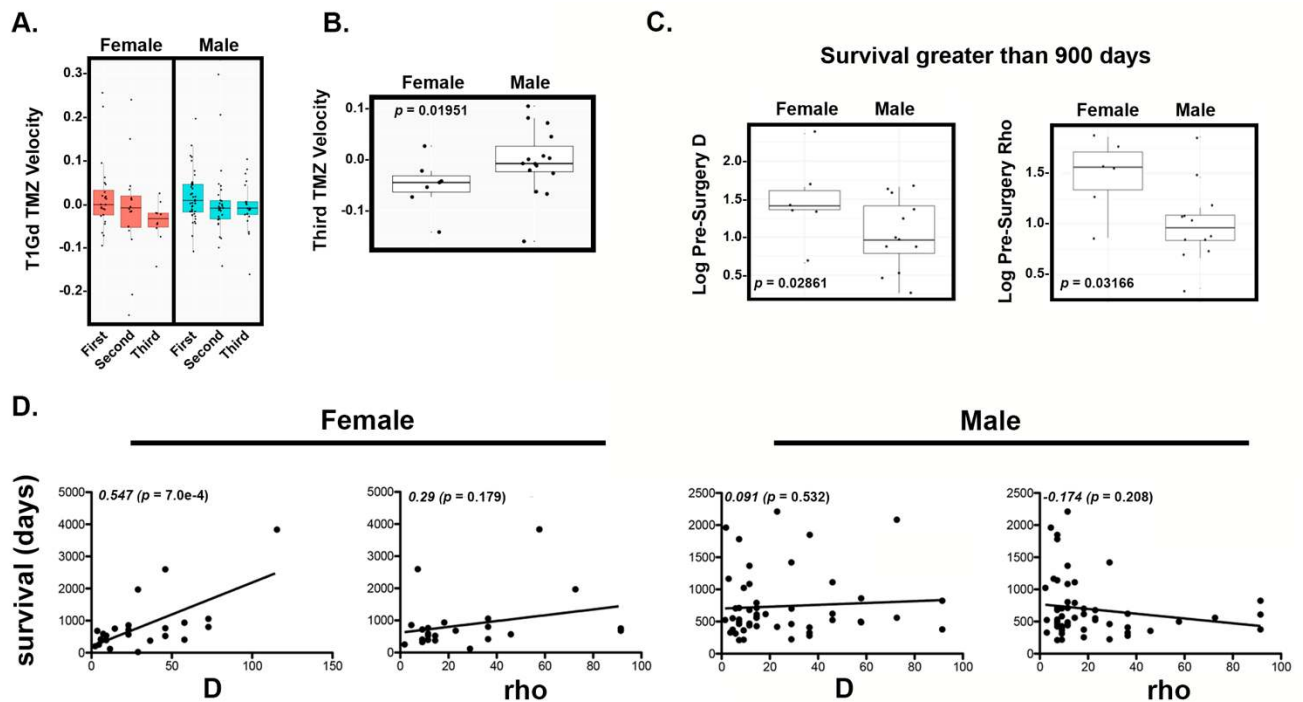 A.
Female Male
T1Gd TMZ Velocity
0.3
0.2
0.1
0.0
-0.1
-0.2
First Second Third First Second Third
B.
Female Male
p = 0.01951
Third TMZ Velocity
0.1
0.0
-0.1
C.
Survival greater than 900 days
Female Male
Log Pre-Surgery D
2.0
1.5
1.0
0.5
p = 0.02861
Female Male
Log Pre-Surgery Rho
1.5
1.0
0.5
p = 0.03166
D.
Female
Male
survival (days)
0.547 (p = 7.0e-4)
5000
4000
3000
2000
1000
0
0 50 100 150
D
0.29 (p = 0.179)
5000
4000
3000
2000
1000
0
0 20 40 60 80 100
rho
0.091 (p = 0.532)
2500
2000
1500
1000
500
0
0 20 40 60 80 100
D
-0.174 (p = 0.208)
2500
2000
1500
1000
500
0
0 20 40 60 80 100
rho